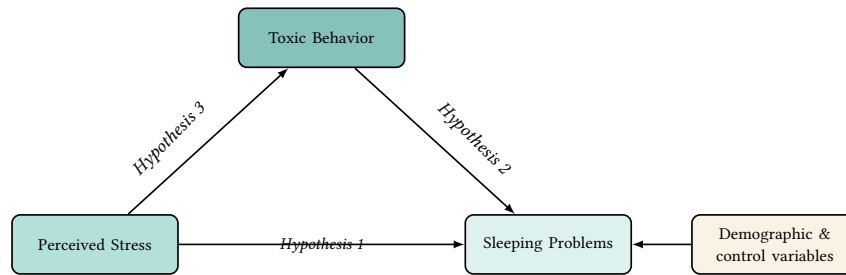 Toxic Behavior
Hypothesis 3
Hypothesis 2
Perceived Stress
Hypothesis 1
Sleeping Problems
Demographic &
control variables